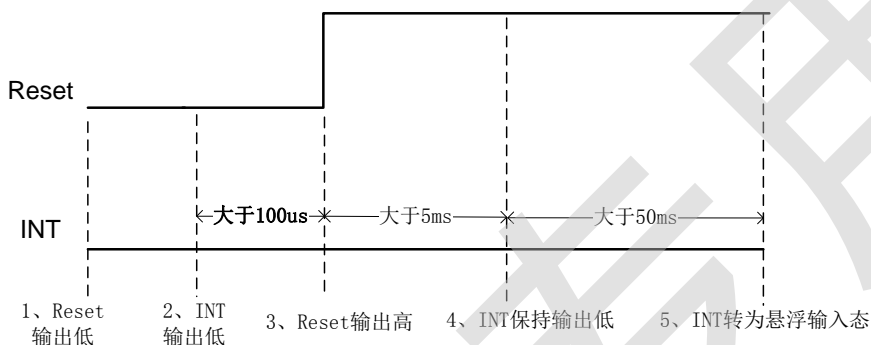 Reset
大于100us
大于5ms
大于50ms
INT
1、Reset
输出低
2、INT
输出低
3、Reset输出高
4、INT保持输出低
5、INT转为悬浮输入态